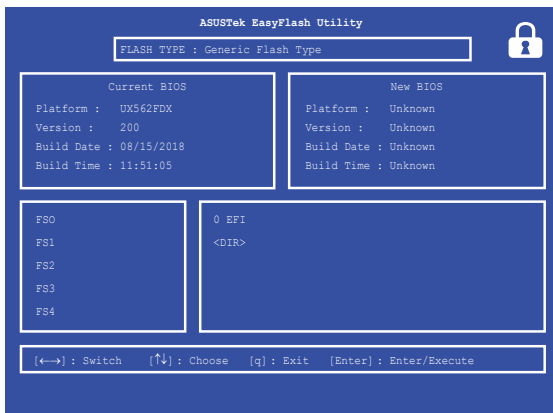 ASUSTek EasyFlash Utility
FLASH TYPE : Generic Flash Type
Current BIOS
Platform : UX562FDX
Version : 200
Build Date : 08/15/2018
Build Time : 11:51:05
New BIOS
Platform : Unknown
Version : Unknown
Build Date : Unknown
Build Time : Unknown
FSO
FS1
FS2
FS3
FS4
0 EFI
<DIR>
[←→] : Switch [↑↓] : Choose [q] : Exit [Enter] : Enter/Execute